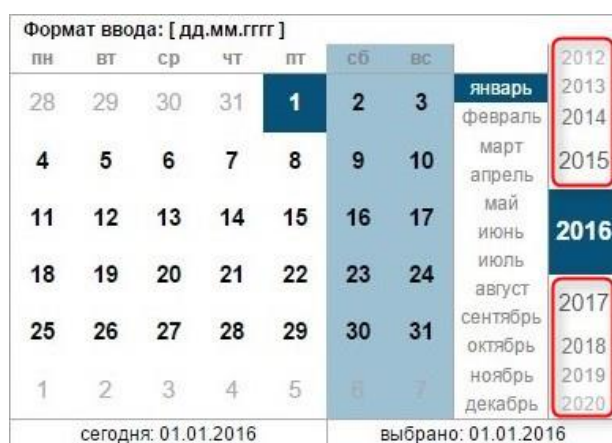 Формат ввода: [ дд.мм.гггг ]
пн вт ср чт пт сб вс
28 29 30 31 1 2 3
4 5 6 7 8 9 10
11 12 13 14 15 16 17
18 19 20 21 22 23 24
25 26 27 28 29 30 31
1 2 3 4 5 6 7
январь
февраль
март
апрель
май
июнь
июль
август
сентябрь
октябрь
ноябрь
декабрь
2012
2013
2014
2015
2016
2017
2018
2019
2020
сегодня: 01.01.2016
выбрано: 01.01.2016